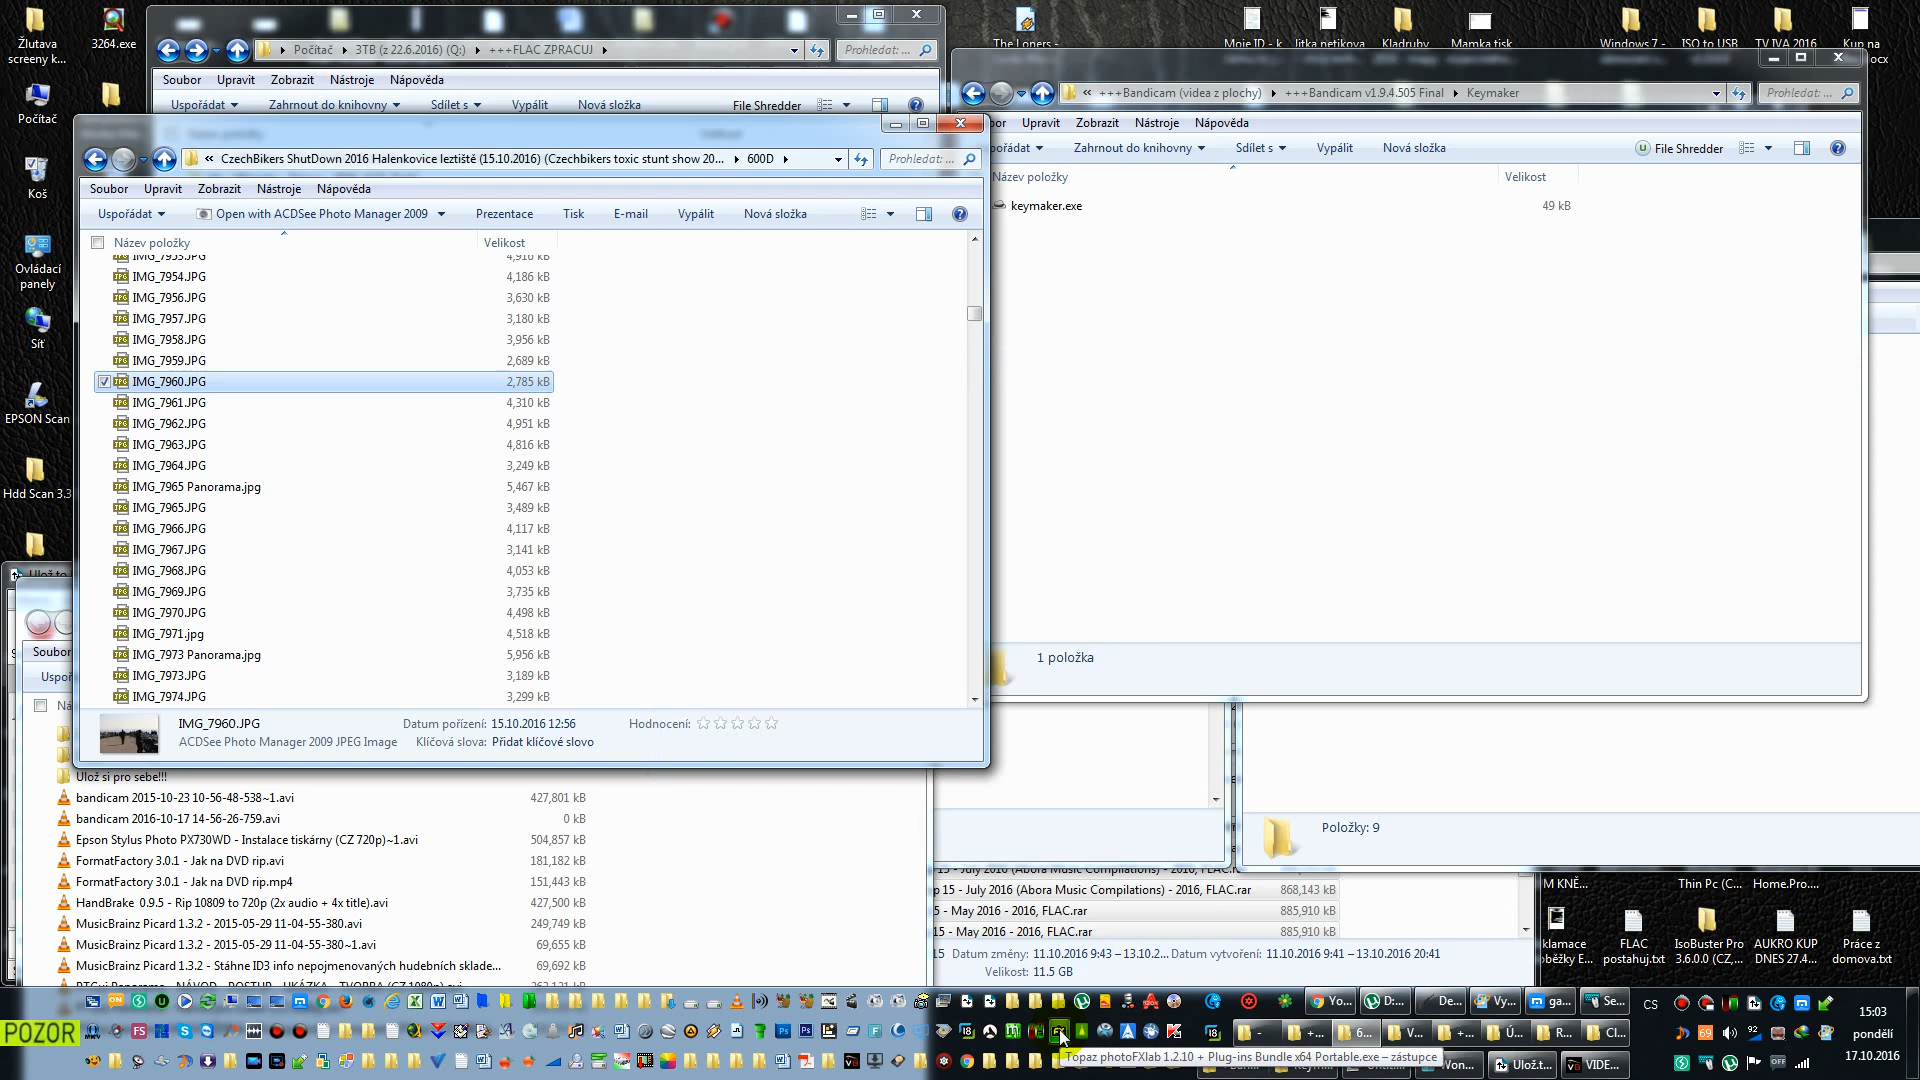 Žlutava
screeny k...
3264.exe
Počítač
Koš
Ovládací
panely
Síť
EPSON Scan
Hdd Scan 3.3
The Loners -
Moje ID - k
Jitka netikova
Kladruby
Mamka tisk
Windows 7 -
ISO to USB
TV IVA 2016
Kup na
Počítač
3TB (z 22.6.2016) (Q:)
+++FLAC ZPRACUJ
Prohledat: ...
Soubor Upravit Zobrazit Nástroje Nápověda
Uspořádat Zahrnout do knihovny Sdílet s Vypálit Nová složka File Shredder
« +++Bandicam (videa z plochy) +++Bandicam v1.9.4.505 Final Keymaker
Prohledat: ...
Upravit Zobrazit Nástroje Nápověda
Zahrnout do knihovny Sdílet s Vypálit Nová složka File Shredder
Název položky Velikost
keymaker.exe 49 kB
1 položka
« CzechBikers ShutDown 2016 Halenkovice leztiště (15.10.2016) (Czechbikers toxic stunt show 20... 600D
Prohledat: ...
Soubor Upravit Zobrazit Nástroje Nápověda
Uspořádat Open with ACDSee Photo Manager 2009 Prezentace Tisk E-mail Vypálit Nová složka
Název položky Velikost
IMG_7953.JPG 4,916 kB
IMG_7954.JPG 4,186 kB
IMG_7956.JPG 3,630 kB
IMG_7957.JPG 3,180 kB
IMG_7958.JPG 3,956 kB
IMG_7959.JPG 2,689 kB
IMG_7960.JPG 2,785 kB
IMG_7961.JPG 4,310 kB
IMG_7962.JPG 4,951 kB
IMG_7963.JPG 4,816 kB
IMG_7964.JPG 3,249 kB
IMG_7965 Panorama.jpg 5,467 kB
IMG_7965.JPG 3,489 kB
IMG_7966.JPG 4,117 kB
IMG_7967.JPG 3,141 kB
IMG_7968.JPG 4,053 kB
IMG_7969.JPG 3,735 kB
IMG_7970.JPG 4,498 kB
IMG_7971.jpg 4,518 kB
IMG_7973 Panorama.jpg 5,956 kB
IMG_7973.JPG 3,189 kB
IMG_7974.JPG 3,299 kB
IMG_7960.JPG Datum pořízení: 15.10.2016 12:56 Hodnocení:
ACDSee Photo Manager 2009 JPEG Image Klíčová slova: Přidat klíčové slovo
Soubor
Uspoř
Ná
Ulož si pro sebe!!!
bandicam 2015-10-23 10-56-48-538~1.avi 427,801 kB
bandicam 2016-10-17 14-56-26-759.avi 0 kB
Epson Stylus Photo PX730WD - Instalace tiskárny (CZ 720p)~1.avi 504,857 kB
FormatFactory 3.0.1 - Jak na DVD rip.avi 181,182 kB
FormatFactory 3.0.1 - Jak na DVD rip.mp4 151,443 kB
HandBrake 0.9.5 - Rip 10809 to 720p (2x audio + 4x title).avi 427,500 kB
MusicBrainz Picard 1.3.2 - 2015-05-29 11-04-55-380.avi 249,749 kB
MusicBrainz Picard 1.3.2 - 2015-05-29 11-04-55-380~1.avi 69,655 kB
MusicBrainz Picard 1.3.2 - Stáhne ID3 info nepojmenovaných hudebních sklade... 69,692 kB
Položky: 9
p 15 - July 2016 (Abora Music Compilations) - 2016, FLAC.rar 868,143 kB
5 - May 2016 - 2016, FLAC.rar 885,910 kB
15 - May 2016 - 2016, FLAC.rar 885,910 kB
15 Datum změny: 11.10.2016 9:43 – 13.10.2... Datum vytvoření: 11.10.2016 9:41 – 13.10.2016 20:41
Velikost: 11.5 GB
M KNĚ...
Thin Pc (C...
Home.Pro....
klamace
oběžky E...
FLAC
postahuj.txt
IsoBuster Pro
3.6.0.0 (CZ,...
AUKRO KUP
DNES 27.4...
Práce z
domova.txt
POZOR
Yo...
D:...
De...
Vy...
ga...
Se...
CS
15:03
pondělí
17.10.2016
Topaz photoFXlab 1.2.10 + Plug-ins Bundle x64 Portable.exe – zástupce
Won...
Ulož.t...
VIDE...